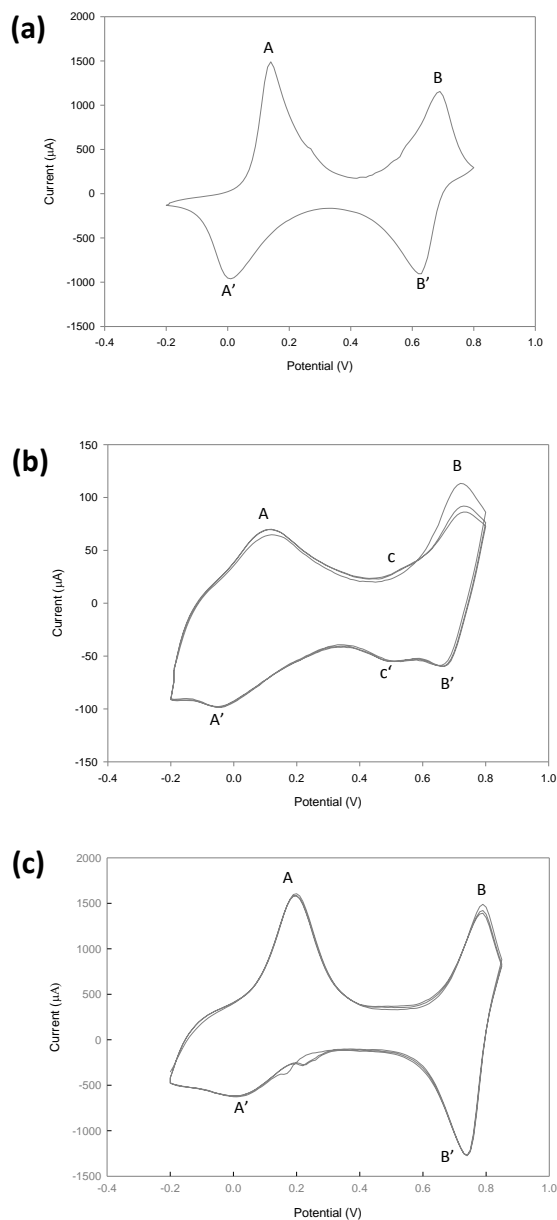 (a)
2000
1500
1000
500
0
-500
-1000
-1500
Current (µA)
A
B
A’
B’
-0.4
-0.2
0.0
0.2
0.4
0.6
0.8
1.0
Potential (V)
(b)
150
100
50
0
-50
-100
-150
Current (µA)
A
B
c
c‘
A’
B’
-0.4
-0.2
0.0
0.2
0.4
0.6
0.8
1.0
Potential (V)
(c)
2000
1500
1000
500
0
-500
-1000
-1500
Current (µA)
A
B
A’
B’
-0.4
-0.2
0.0
0.2
0.4
0.6
0.8
1.0
Potential (V)